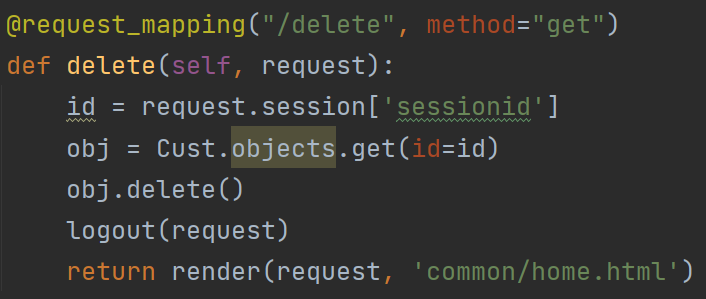 @request_mapping("/delete", method="get")
def delete(self, request):
    id = request.session['sessionid']
    obj = Cust.objects.get(id=id)
    obj.delete()
    logout(request)
    return render(request, 'common/home.html')